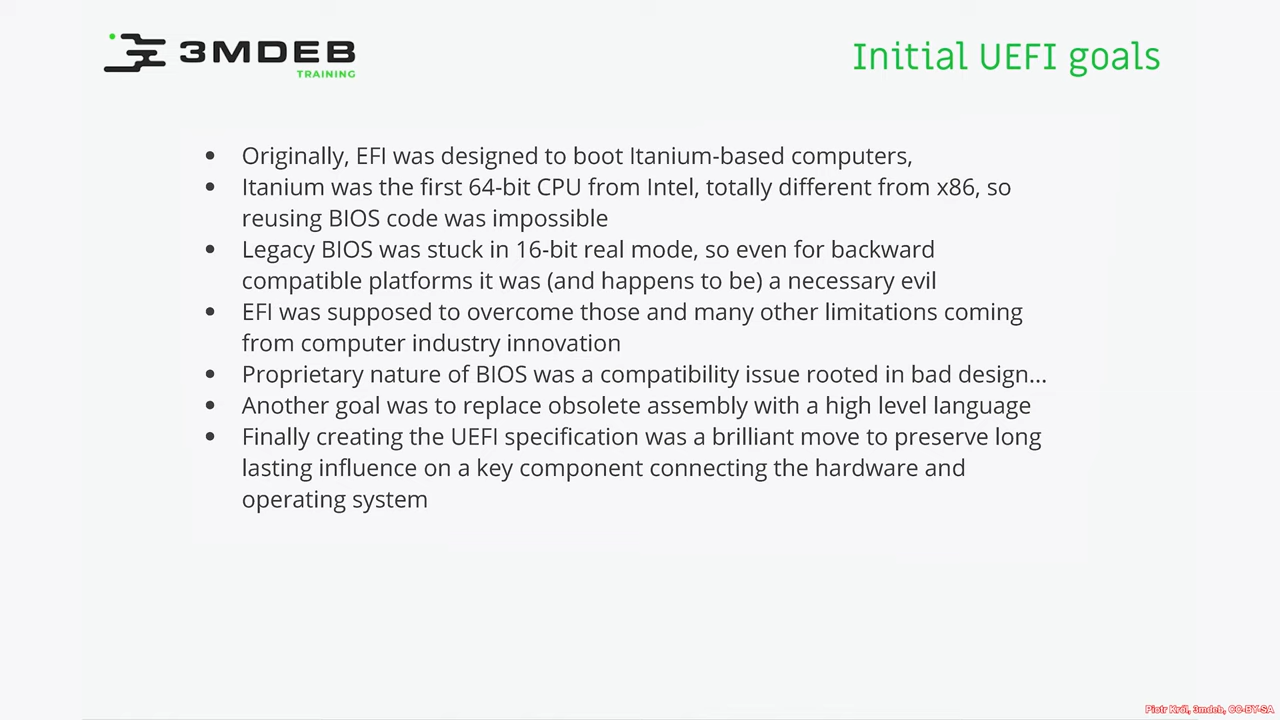 3MDEB
TRAINING
Initial UEFI goals
• Originally, EFI was designed to boot Itanium-based computers,
• Itanium was the first 64-bit CPU from Intel, totally different from x86, so
reusing BIOS code was impossible
• Legacy BIOS was stuck in 16-bit real mode, so even for backward
compatible platforms it was (and happens to be) a necessary evil
• EFI was supposed to overcome those and many other limitations coming
from computer industry innovation
• Proprietary nature of BIOS was a compatibility issue rooted in bad design...
• Another goal was to replace obsolete assembly with a high level language
• Finally creating the UEFI specification was a brilliant move to preserve long
lasting influence on a key component connecting the hardware and
operating system
Piotr Król, 3mdeb, CC-BY-SA